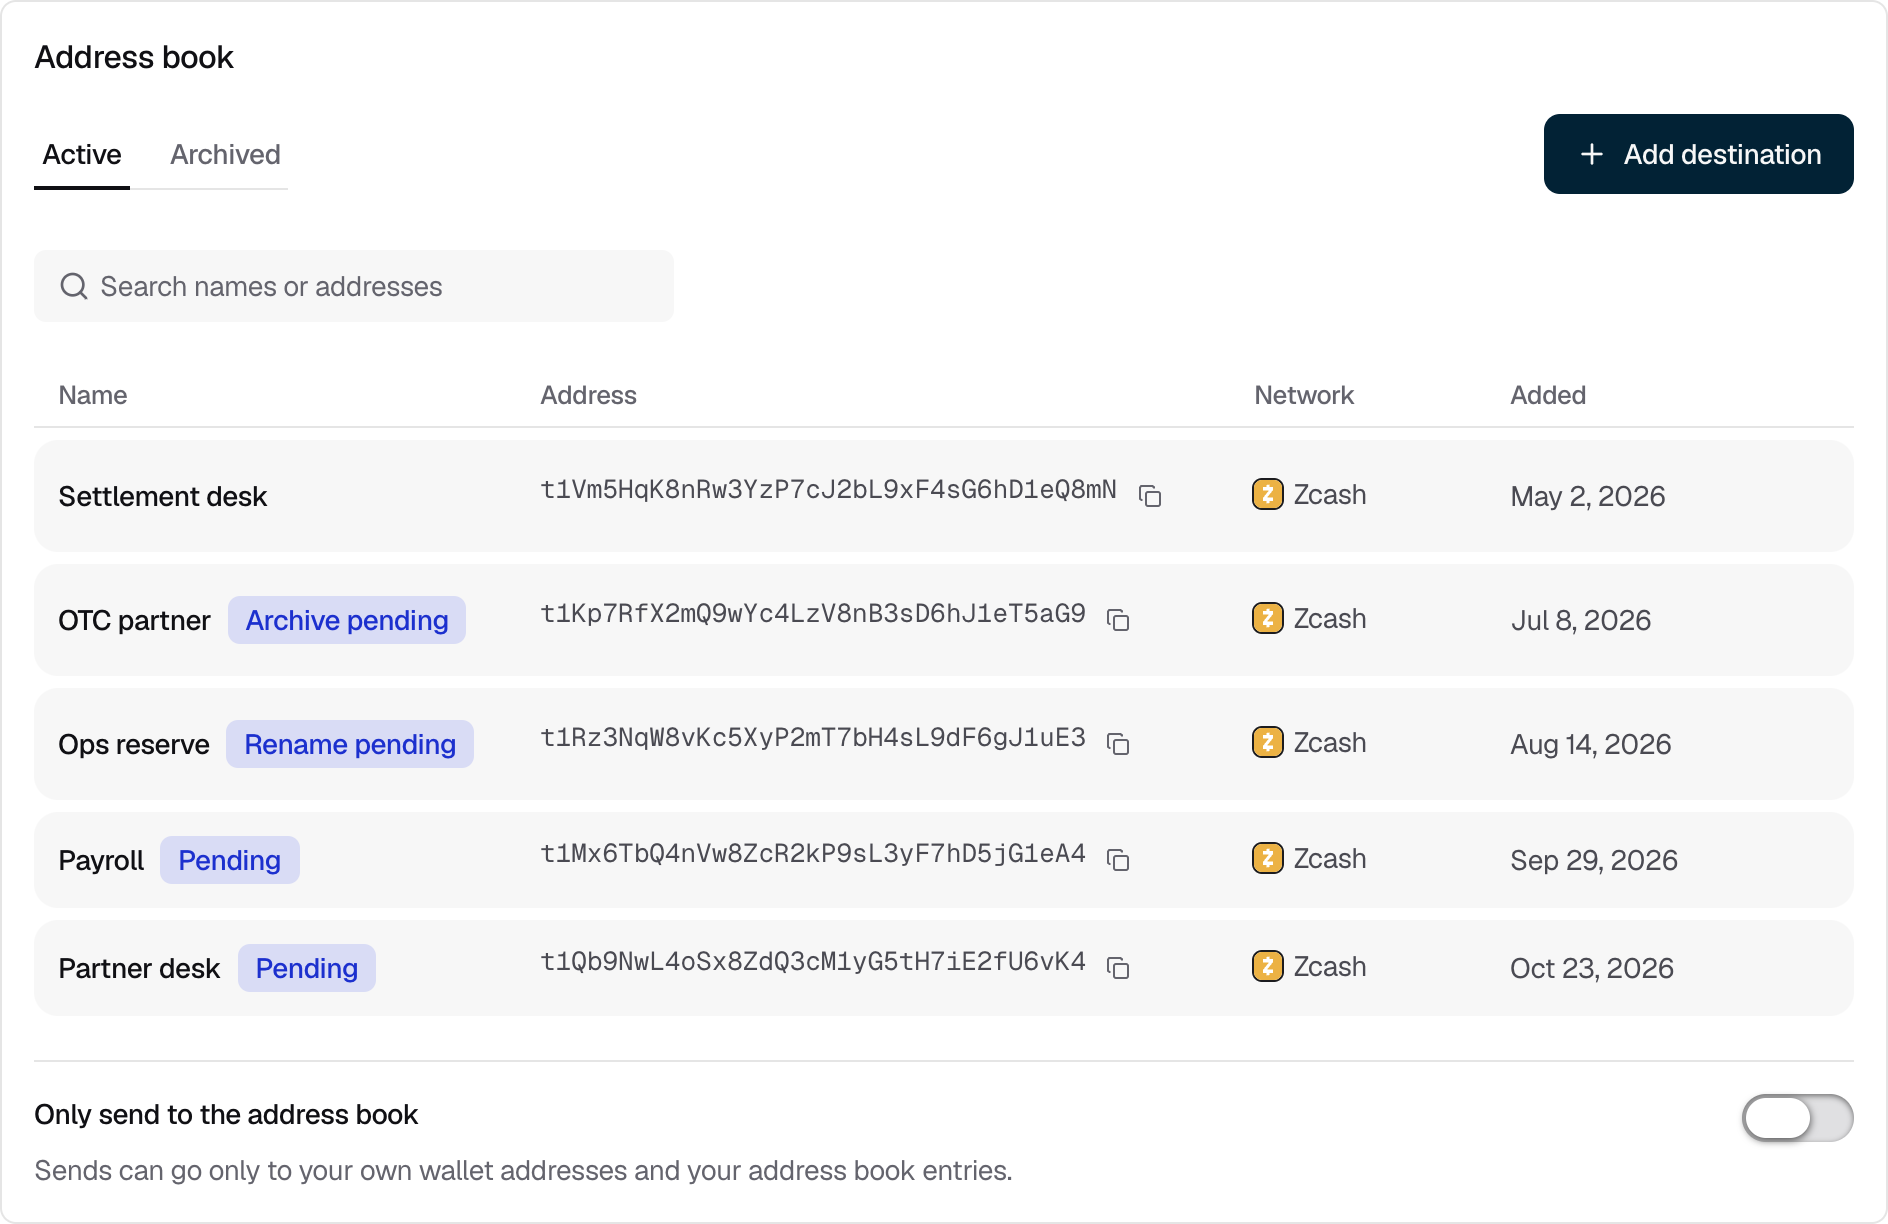 Address book
Active Archived
Add destination
Search names or addresses
Name Address Network Added
Settlement desk t1Vm5HqK8nRw3YzP7cJ2bL9xF4sG6hD1eQ8mN Zcash May 2, 2026
OTC partner Archive pending t1Kp7RfX2mQ9wYc4LzV8nB3sD6hJ1eT5aG9 Zcash Jul 8, 2026
Ops reserve Rename pending t1Rz3NqW8vKc5XyP2mT7bH4sL9dF6gJ1uE3 Zcash Aug 14, 2026
Payroll Pending t1Mx6TbQ4nVw8ZcR2kP9sL3yF7hD5jG1eA4 Zcash Sep 29, 2026
Partner desk Pending t1Qb9NwL4oSx8ZdQ3cM1yG5tH7iE2fU6vK4 Zcash Oct 23, 2026
Only send to the address book
Sends can go only to your own wallet addresses and your address book entries.